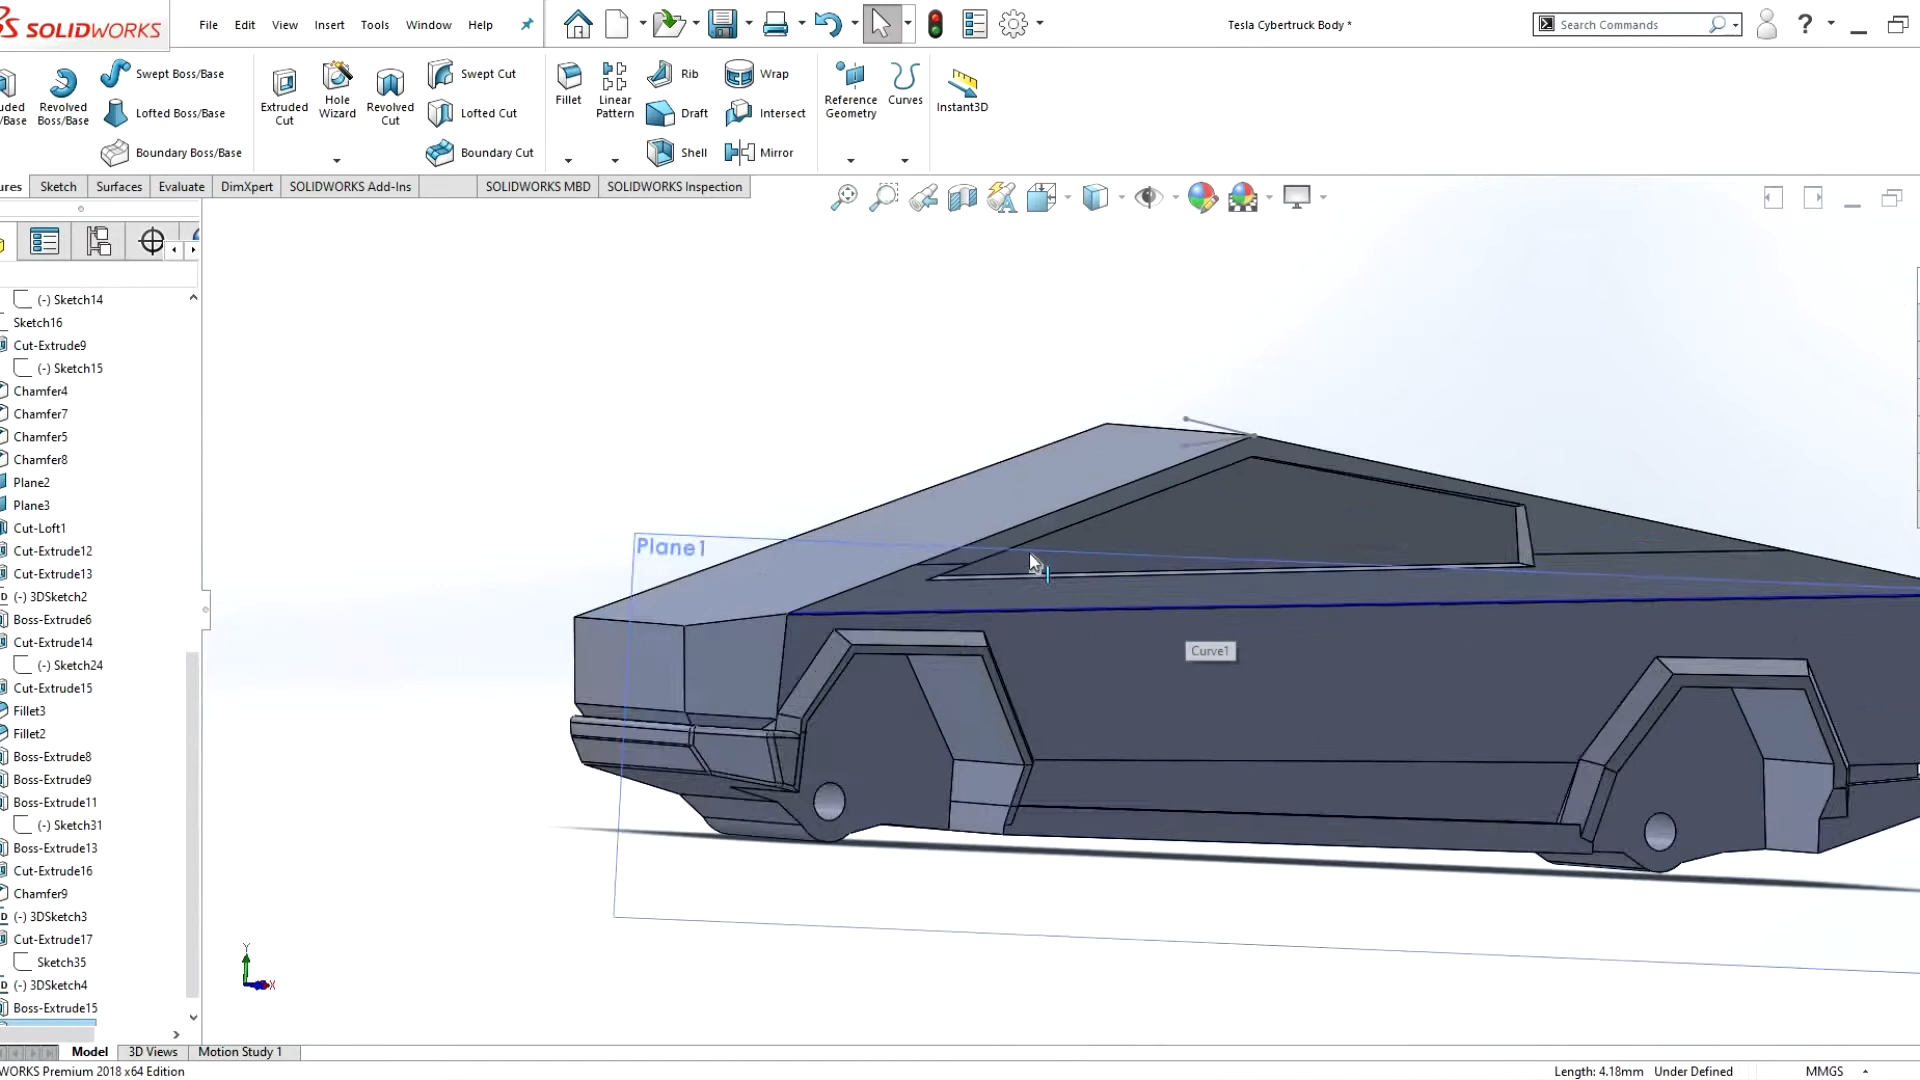 SOLIDWORKS
File Edit View Insert Tools Window Help
Tesla Cybertruck Body *
Search Commands
?
uded
/Base
Revolved
Boss/Base
Swept Boss/Base
Lofted Boss/Base
Boundary Boss/Base
Extruded
Cut
Hole
Wizard
Revolved
Cut
Swept Cut
Lofted Cut
Boundary Cut
Fillet
Linear
Pattern
Rib
Draft
Shell
Wrap
Intersect
Mirror
Reference
Geometry
Curves
Instant3D
ures Sketch Surfaces Evaluate DimXpert SOLIDWORKS Add-Ins SOLIDWORKS MBD SOLIDWORKS Inspection
(-) Sketch14
Sketch16
Cut-Extrude9
(-) Sketch15
Chamfer4
Chamfer7
Chamfer5
Chamfer8
Plane2
Plane3
Cut-Loft1
Cut-Extrude12
Cut-Extrude13
(-) 3DSketch2
Boss-Extrude6
Cut-Extrude14
(-) Sketch24
Cut-Extrude15
Fillet3
Fillet2
Boss-Extrude8
Boss-Extrude9
Boss-Extrude11
(-) Sketch31
Boss-Extrude13
Cut-Extrude16
Chamfer9
(-) 3DSketch3
Cut-Extrude17
Sketch35
(-) 3DSketch4
Boss-Extrude15
Plane1
Curve1
Y
X
Model 3D Views Motion Study 1
WORKS Premium 2018 x64 Edition
Length: 4.18mm Under Defined MMGS